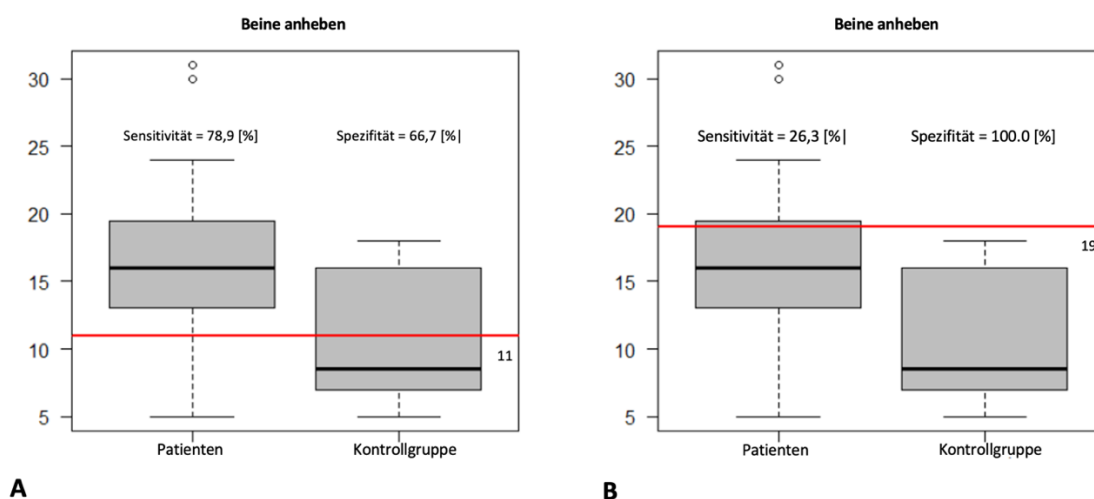 Beine anheben
30
25
20
15
10
5
Sensitivität = 78,9 [%]
Spezifität = 66,7 [%|
11
Patienten
Kontrollgruppe
A
Beine anheben
30
25
20
15
10
5
Sensitivität = 26,3 [%|
Spezifität = 100.0 [%]
19
Patienten
Kontrollgruppe
B